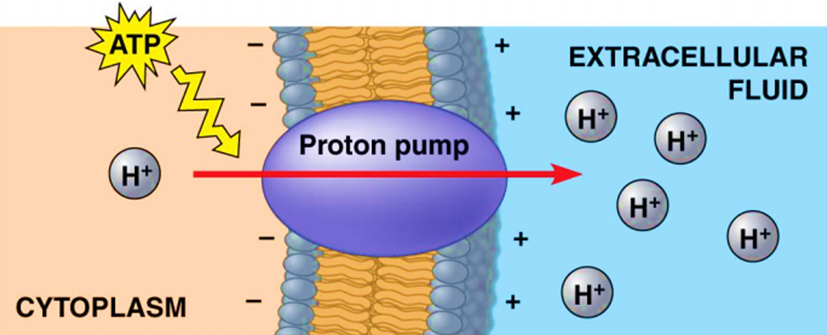 ATP
−
+
EXTRACELLULAR
FLUID
−
+
H+
H+
Proton pump
H+
H+
−
+
H+
−
+
H+
CYTOPLASM